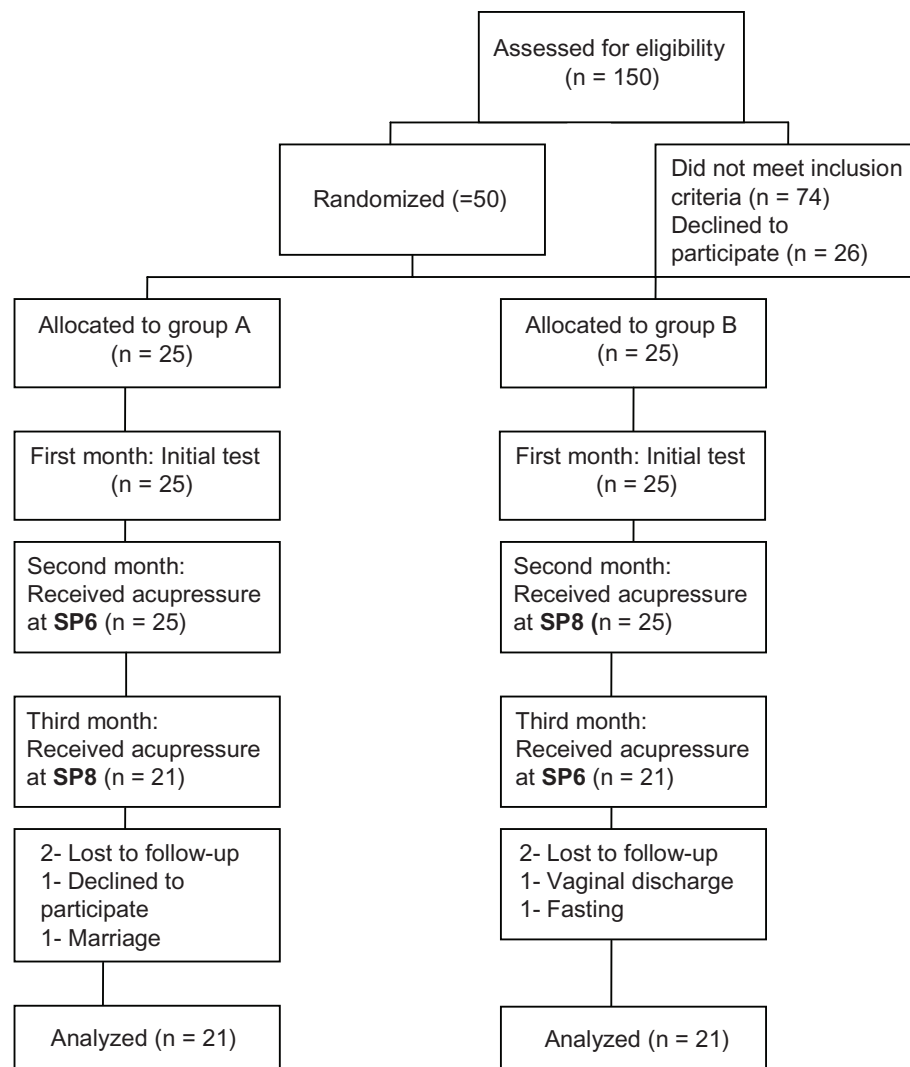 Assessed for eligibility
(n = 150)
Randomized (=50)
Did not meet inclusion
criteria (n = 74)
Declined to
participate (n = 26)
Allocated to group A
(n = 25)
Allocated to group B
(n = 25)
First month: Initial test
(n = 25)
First month: Initial test
(n = 25)
Second month:
Received acupressure
at SP6 (n = 25)
Second month:
Received acupressure
at SP8 (n = 25)
Third month:
Received acupressure
at SP8 (n = 21)
Third month:
Received acupressure
at SP6 (n = 21)
2- Lost to follow-up
1- Declined to
participate
1- Marriage
2- Lost to follow-up
1- Vaginal discharge
1- Fasting
Analyzed (n = 21)
Analyzed (n = 21)